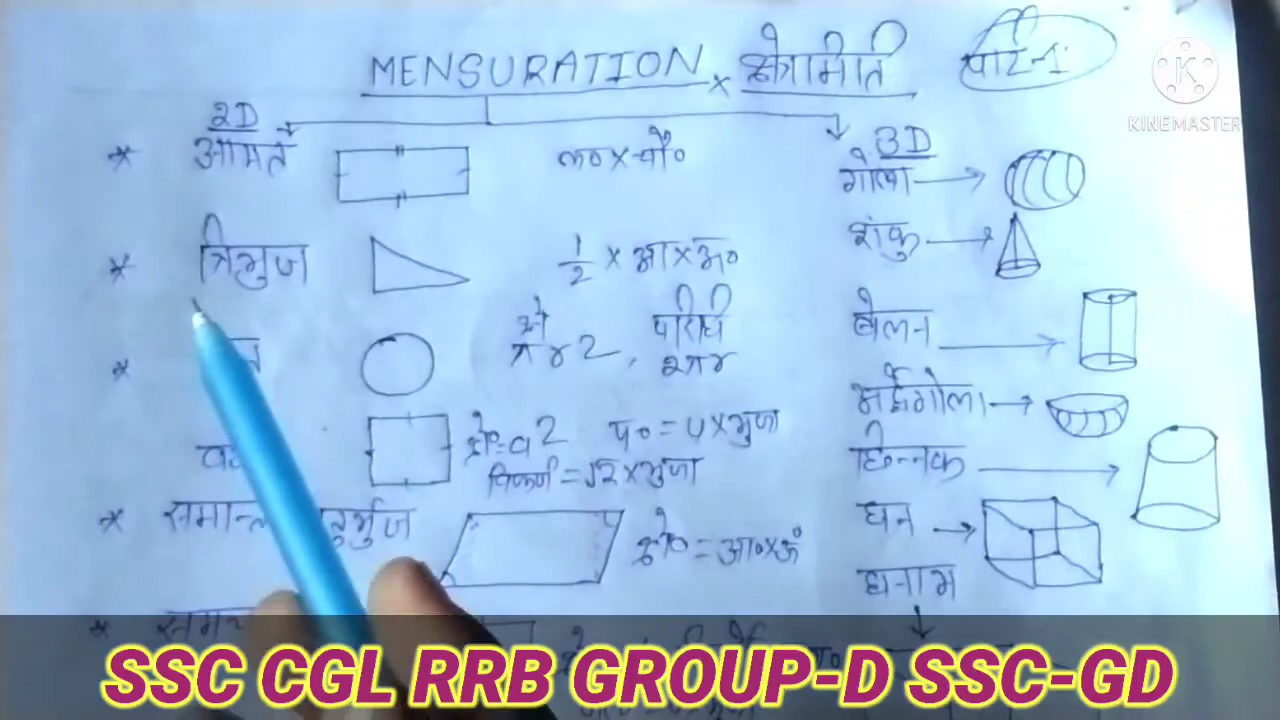 MENSURATION × क्षेत्रमिति
पार्ट-1
KINEMASTER
2D
* आयत ल० × चौ०
* त्रिभुज 1/2 × आ × ऊ०
* क्षे० परिधि
πr2, 2πr
क्षे०=a2 प० = 4×भुजा
विकर्ण = √2 × भुजा
* क्षे० = आ०×ऊँ
*
3D
गोला →
शंकु →
बेलन →
अर्द्धगोला →
छिन्नक →
घन →
घनाभ
↓
SSC CGL RRB GROUP-D SSC-GD